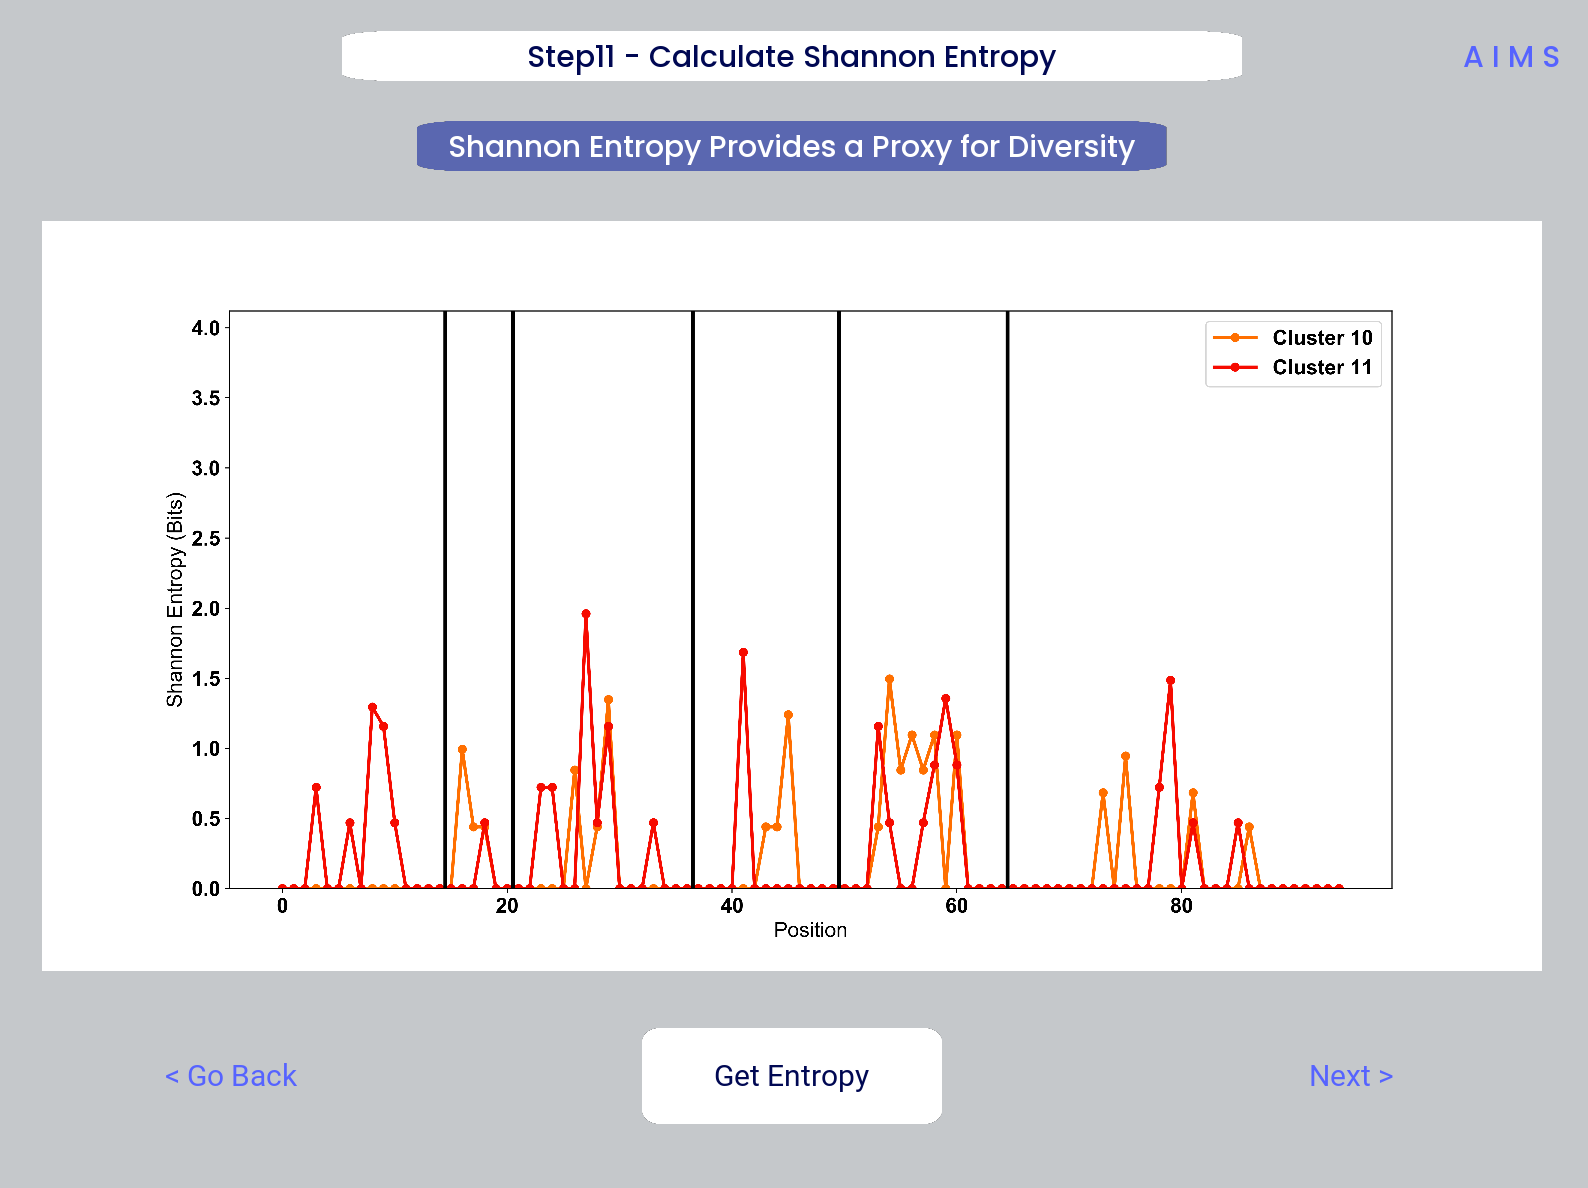 Step11 - Calculate Shannon Entropy
A I M S
Shannon Entropy Provides a Proxy for Diversity
4.0
3.5
3.0
2.5
2.0
1.5
1.0
0.5
0.0
Shannon Entropy (Bits)
Cluster 10
Cluster 11
0 20 40 60 80
Position
< Go Back
Get Entropy
Next >